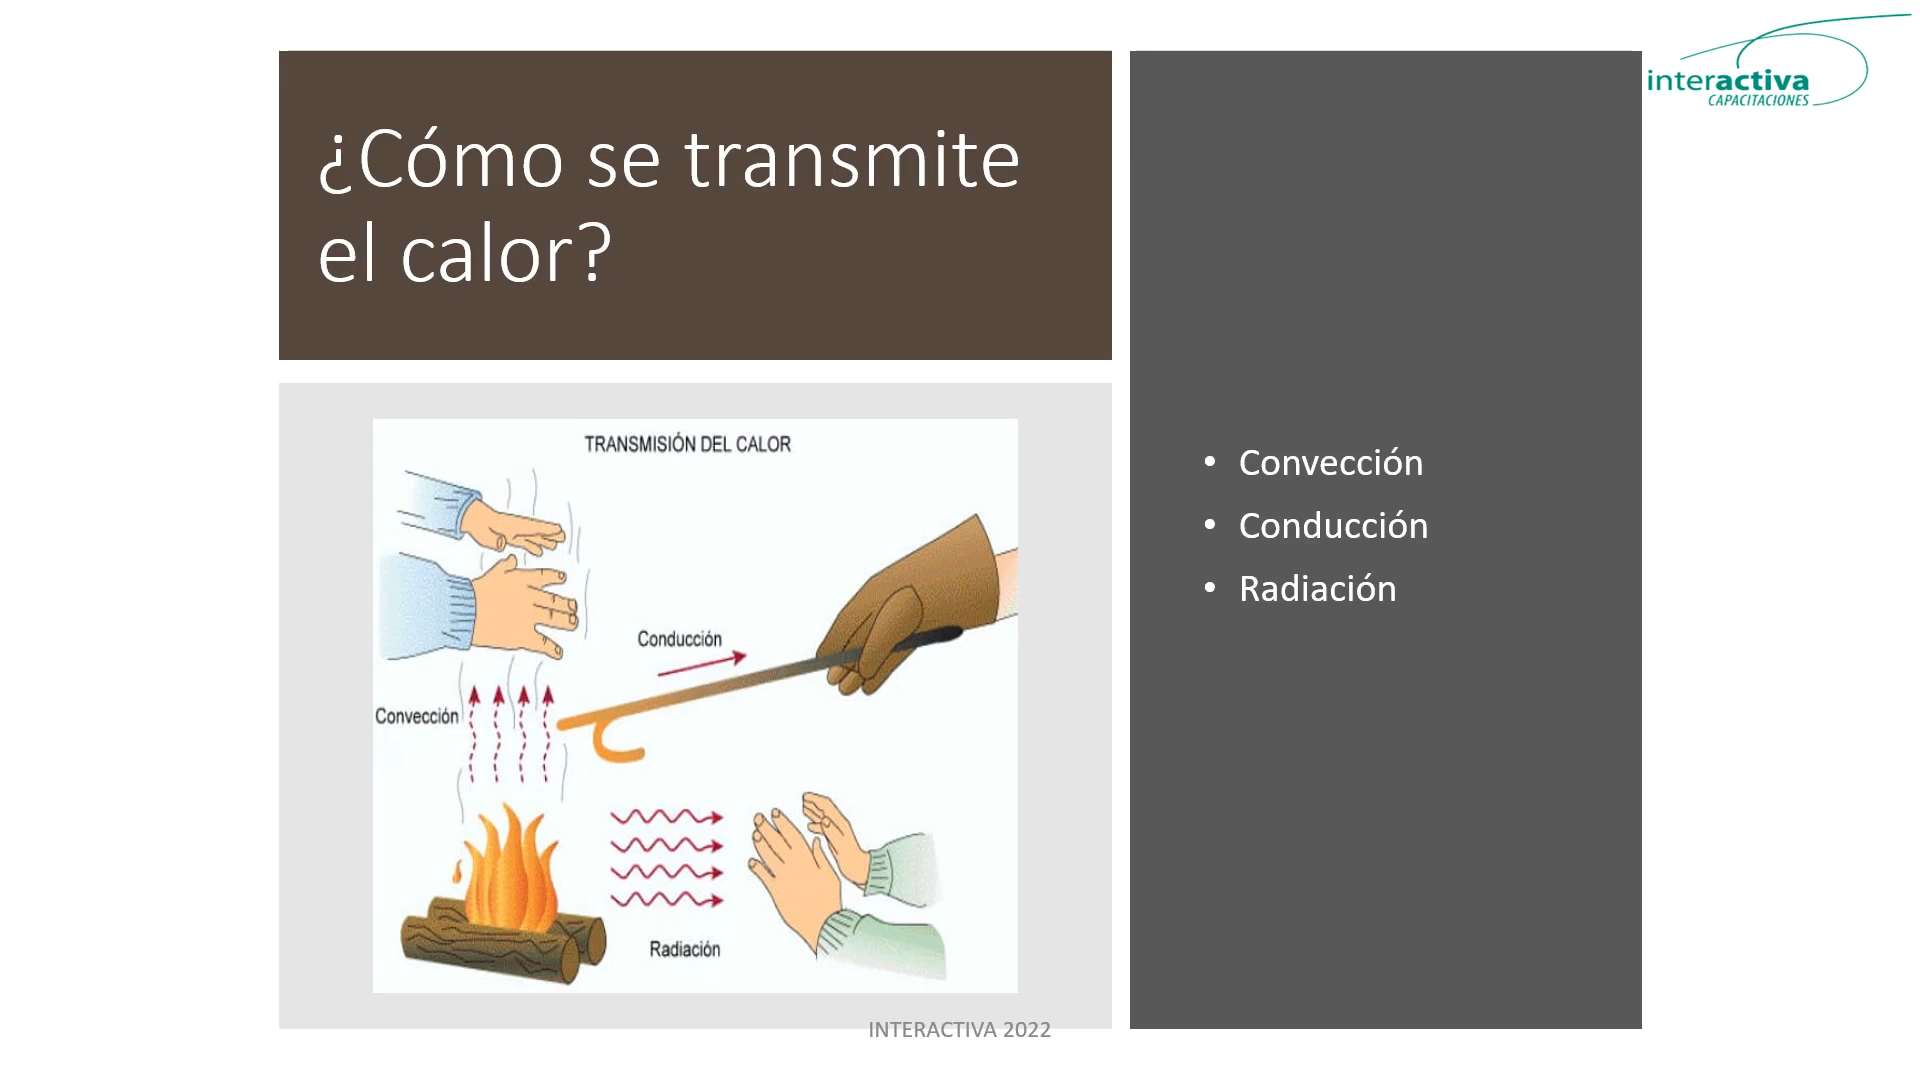 interactiva
CAPACITACIONES
¿Cómo se transmite
el calor?
TRANSMISIÓN DEL CALOR
Conducción
Convección
Radiación
• Convección
• Conducción
• Radiación
INTERACTIVA 2022